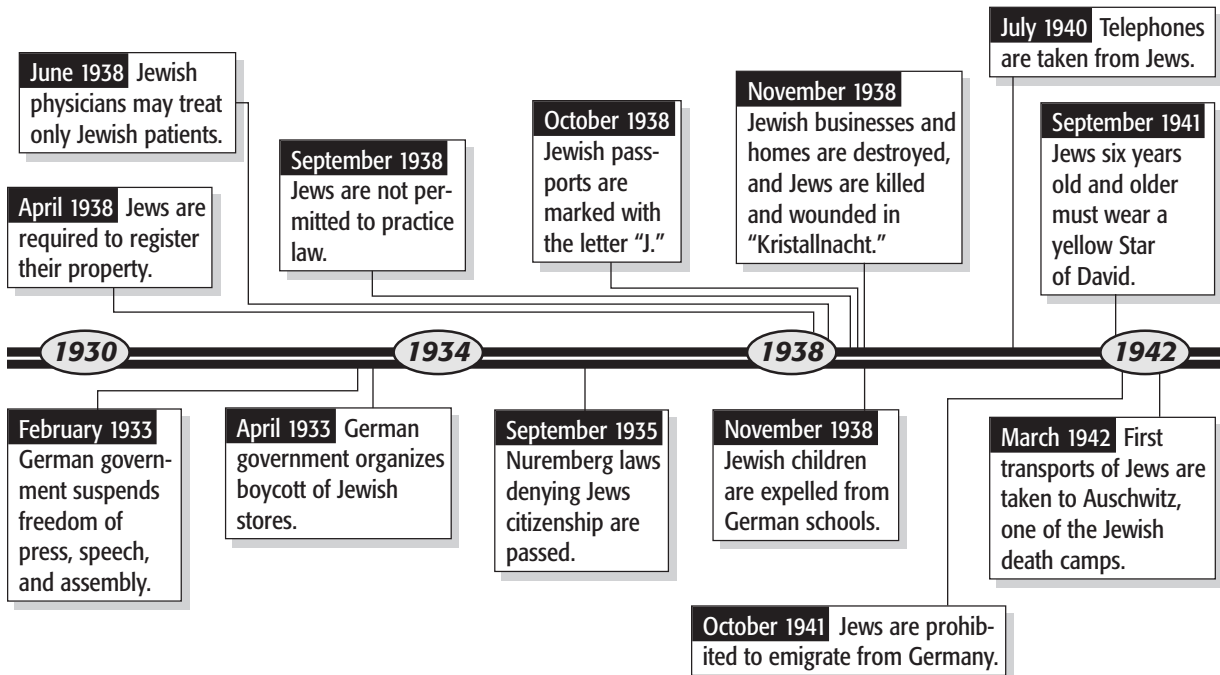 June 1938 Jewish
physicians may treat
only Jewish patients.
April 1938 Jews are
required to register
their property.
September 1938
Jews are not per-
mitted to practice
law.
October 1938
Jewish pass-
ports are
marked with
the letter “J.”
November 1938
Jewish businesses and
homes are destroyed,
and Jews are killed
and wounded in
“Kristallnacht.”
July 1940 Telephones
are taken from Jews.
September 1941
Jews six years
old and older
must wear a
yellow Star
of David.
1930
1934
1938
1942
February 1933
German govern-
ment suspends
freedom of
press, speech,
and assembly.
April 1933 German
government organizes
boycott of Jewish
stores.
September 1935
Nuremberg laws
denying Jews
citizenship are
passed.
November 1938
Jewish children
are expelled from
German schools.
October 1941 Jews are prohib-
ited to emigrate from Germany.
March 1942 First
transports of Jews are
taken to Auschwitz,
one of the Jewish
death camps.